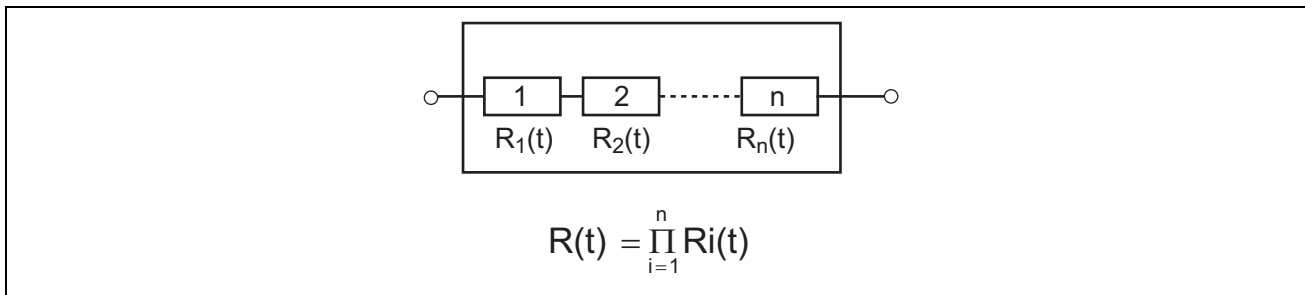 1 2 n
R₁(t) R₂(t) Rₙ(t)
n
R(t) = Π Ri(t)
i=1